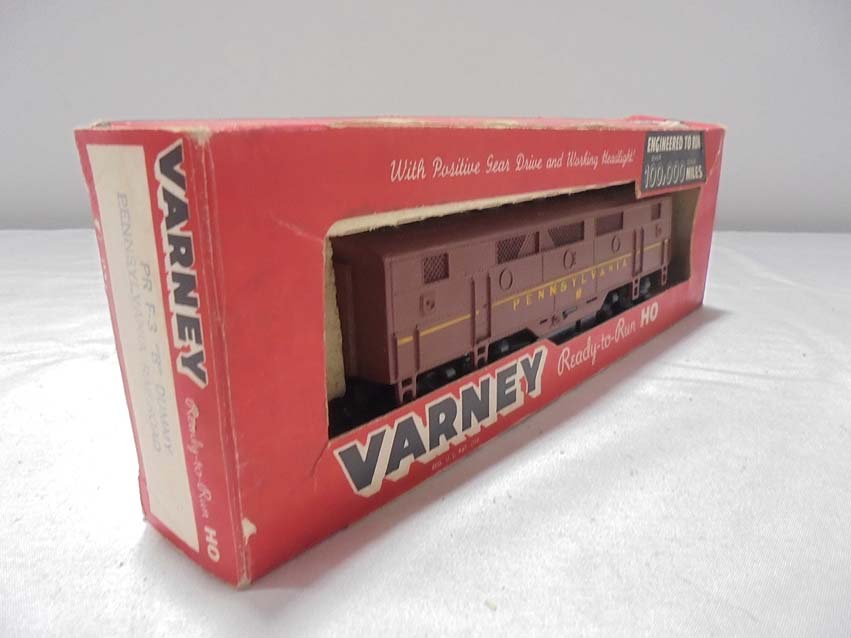 VARNEY
Ready-to-Run HO
PR F-3 "B" DUMMY
PENNSYLVANIA RAILROAD
With Positive Gear Drive and Working Headlight!
ENGINEERED TO RUN
100,000 MILES
PENNSYLVANIA
VARNEY
Ready-to-Run HO